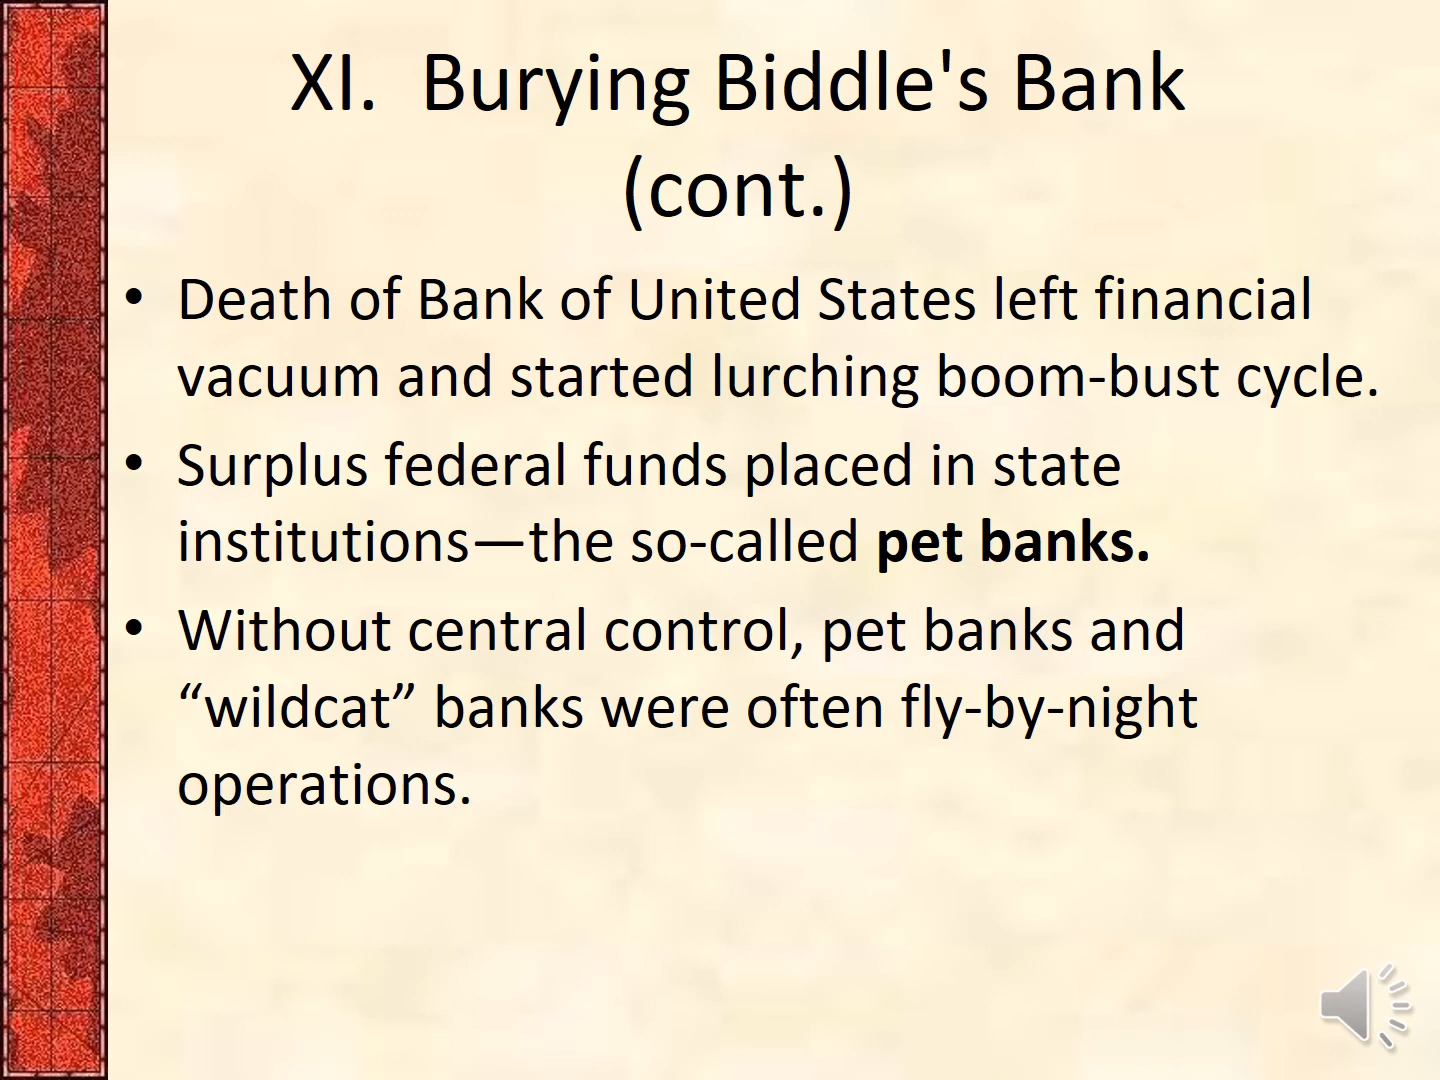 XI.  Burying Biddle's Bank
(cont.)
• Death of Bank of United States left financial
vacuum and started lurching boom-bust cycle.
• Surplus federal funds placed in state
institutions—the so-called pet banks.
• Without central control, pet banks and
“wildcat” banks were often fly-by-night
operations.